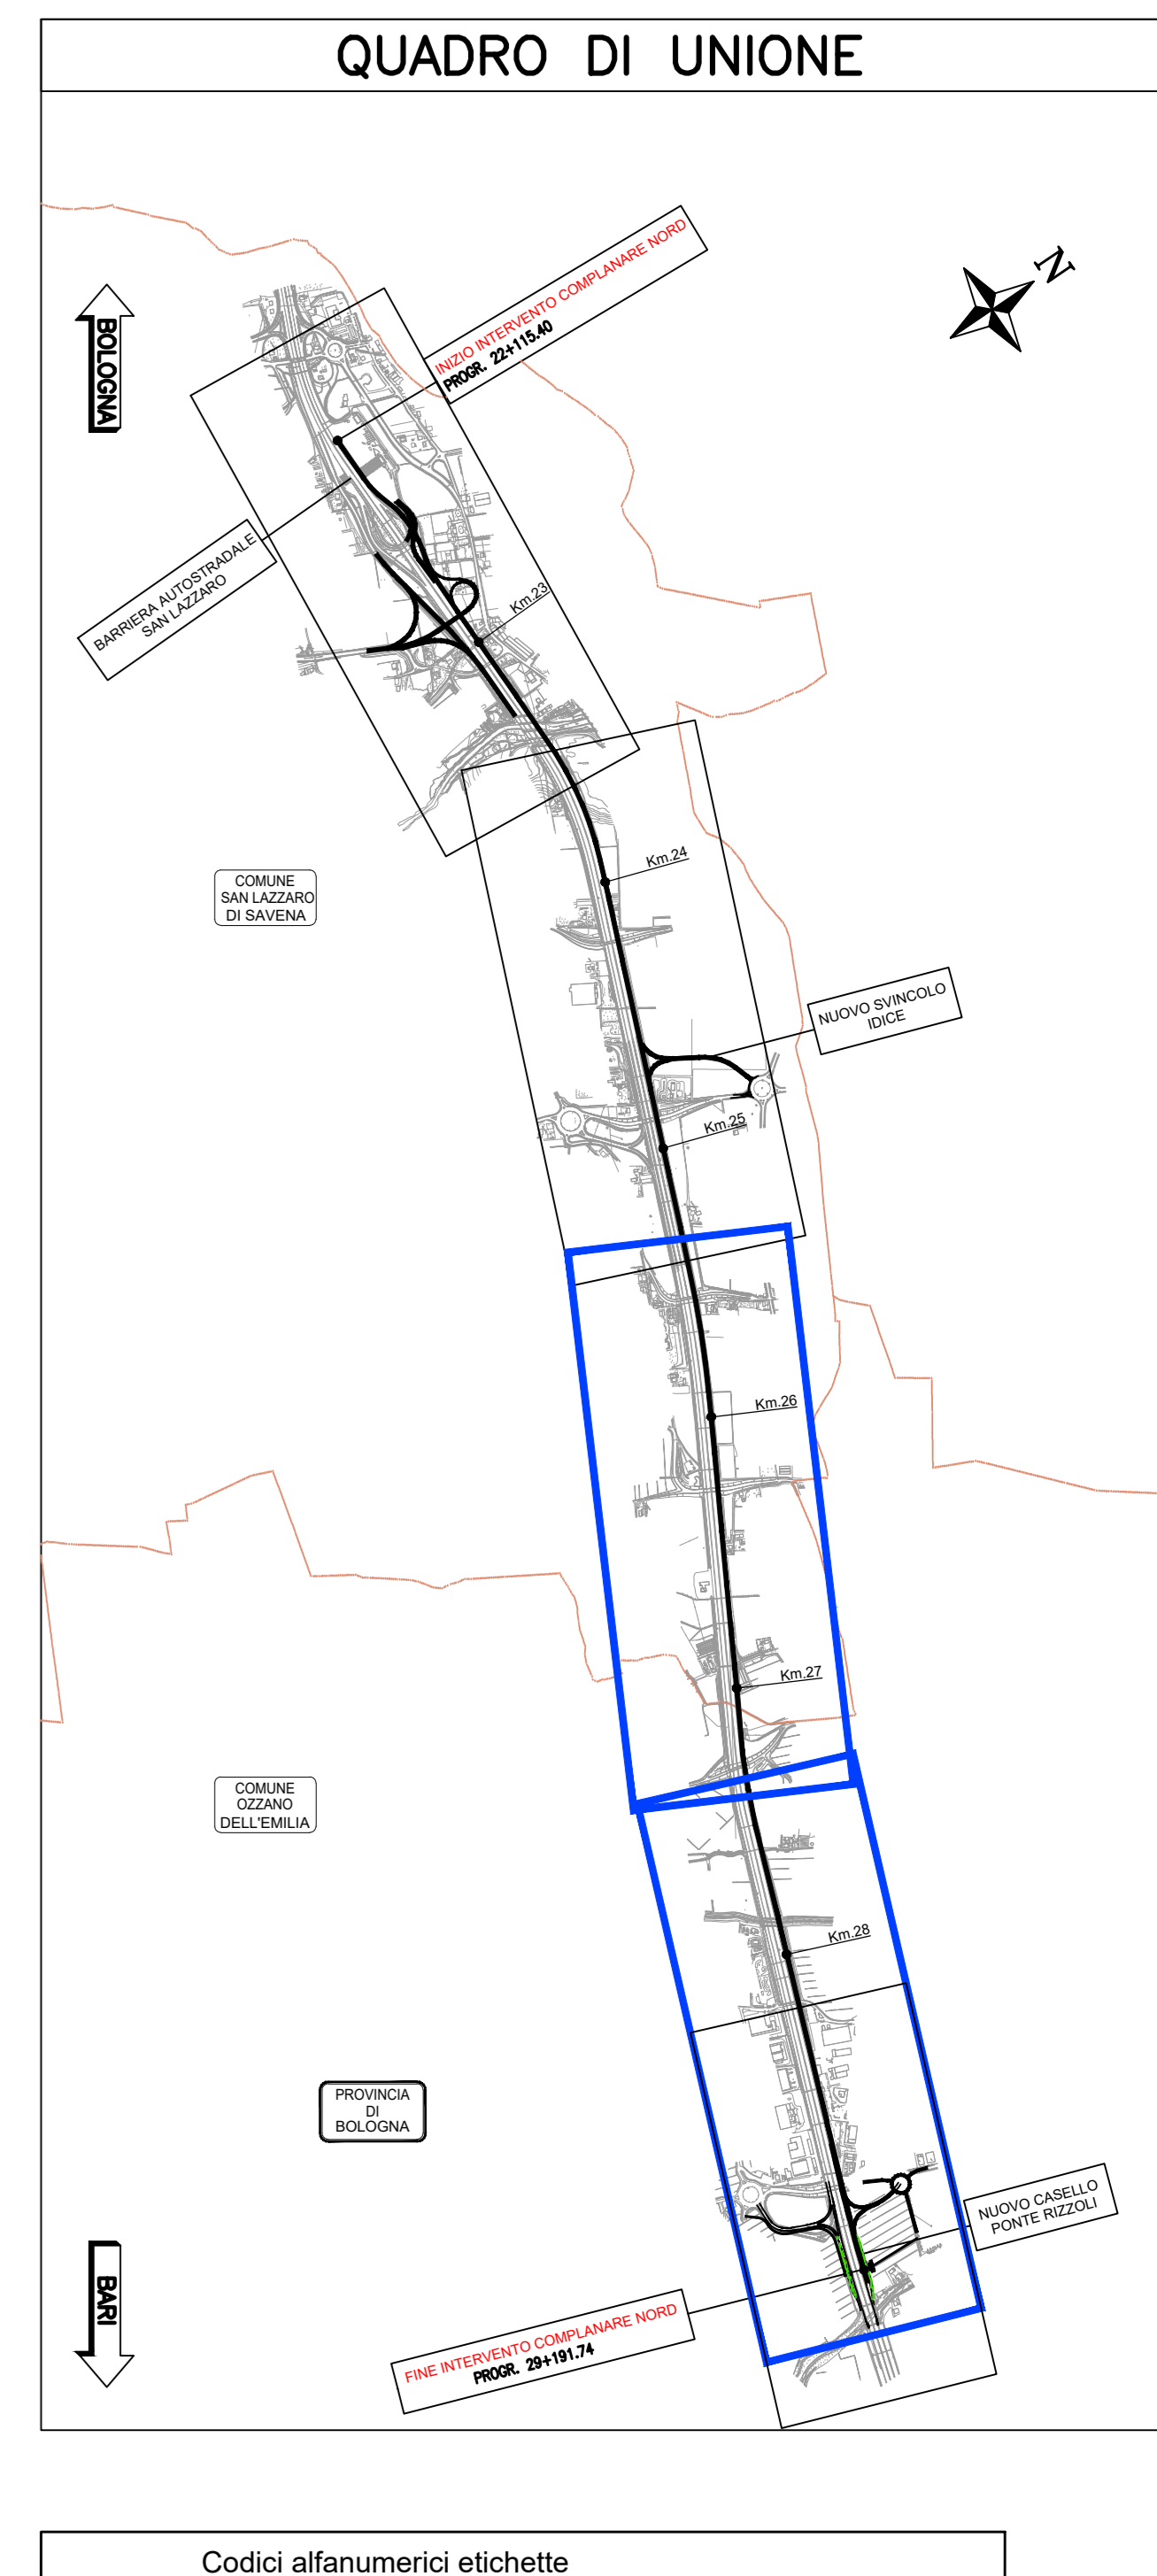 QUADRO DI UNIONE
N
BOLOGNA
INIZIO INTERVENTO COMPLANARE NORD
PROGR. 22+115.40
BARRIERA AUTOSTRADALE
SAN LAZZARO
Km.23
Km.24
COMUNE
SAN LAZZARO
DI SAVENA
NUOVO SVINCOLO
IDICE
Km.25
Km.26
Km.27
COMUNE
OZZANO
DELL'EMILIA
Km.28
PROVINCIA
DI
BOLOGNA
NUOVO CASELLO
PONTE RIZZOLI
BARI
FINE INTERVENTO COMPLANARE NORD
PROGR. 29+191.74
Codici alfanumerici etichette